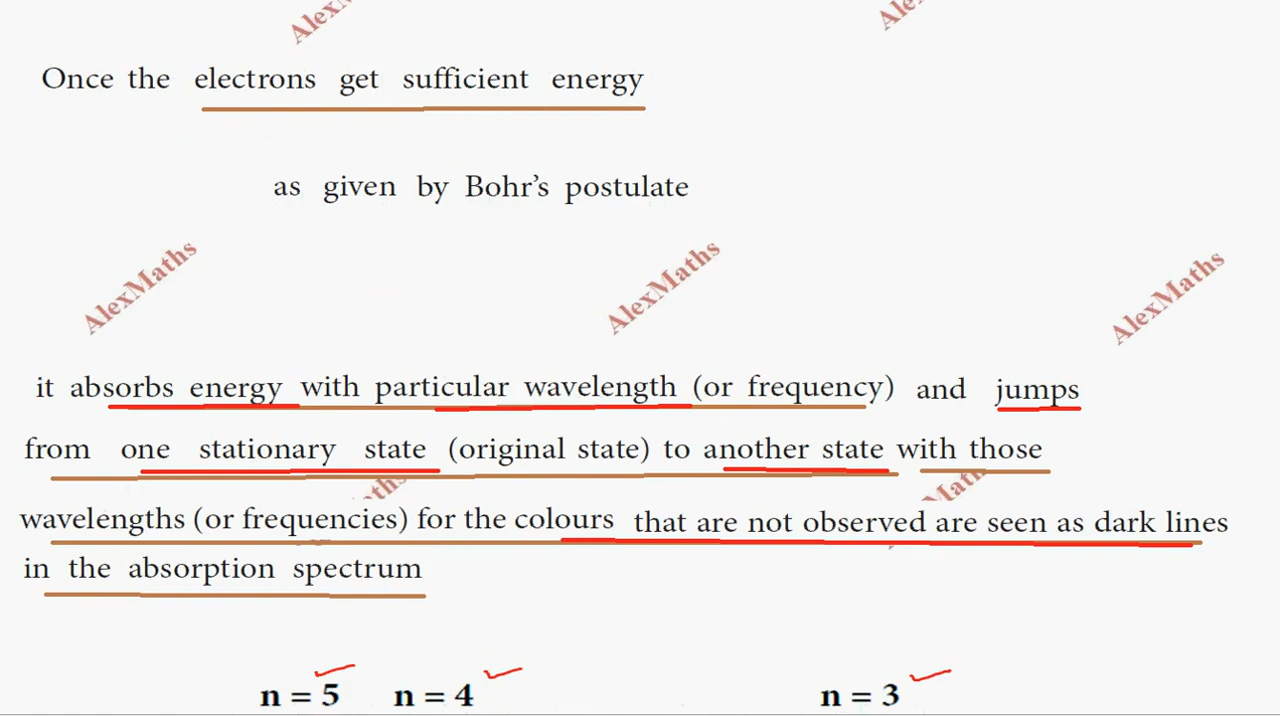 AlexMaths
AlexMaths
Once the electrons get sufficient energy
as given by Bohr’s postulate
AlexMaths
AlexMaths
AlexMaths
it absorbs energy with particular wavelength (or frequency) and jumps
from one stationary state (original state) to another state with those
wavelengths (or frequencies) for the colours that are not observed are seen as dark lines
in the absorption spectrum
n = 5 n = 4 n = 3